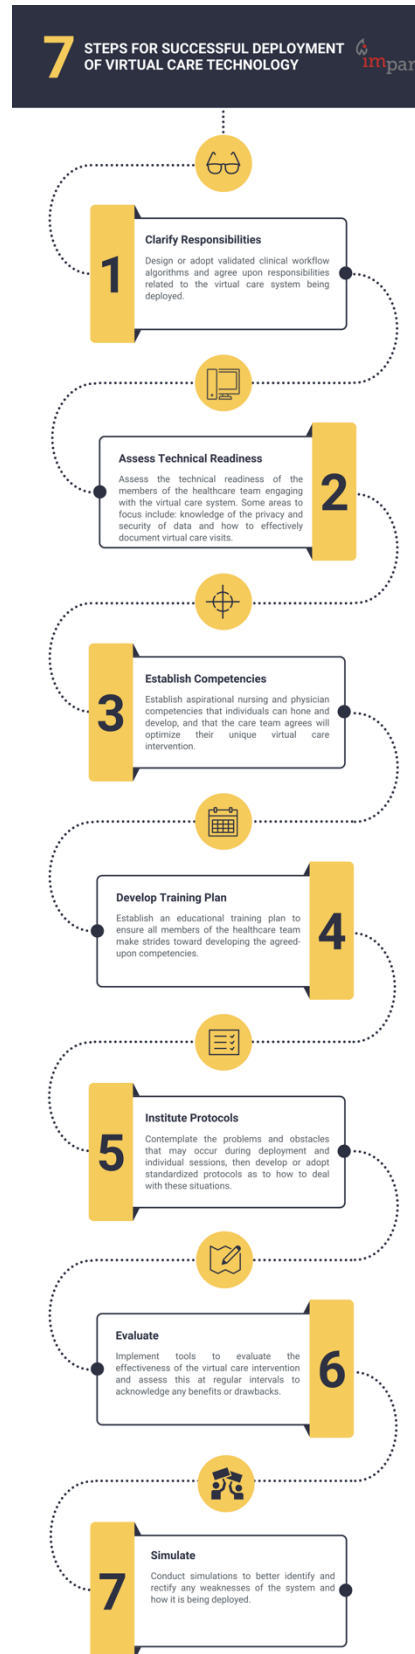 7 STEPS FOR SUCCESSFUL DEPLOYMENT
OF VIRTUAL CARE TECHNOLOGY
impar
1
Clarify Responsibilities
Design or adopt validated clinical workflow
algorithms and agree upon responsibilities
related to the virtual care system being
deployed.
Assess Technical Readiness
Assess the technical readiness of the
members of the healthcare team engaging
with the virtual care system. Some areas to
focus include: knowledge of the privacy and
security of data and how to effectively
document virtual care visits.
2
3
Establish Competencies
Establish aspirational nursing and physician
competencies that individuals can hone and
develop, and that the care team agrees will
optimize their unique virtual care
intervention.
Develop Training Plan
Establish an educational training plan to
ensure all members of the healthcare team
make strides toward developing the agreed-
upon competencies.
4
5
Institute Protocols
Contemplate the problems and obstacles
that may occur during deployment and
individual sessions, then develop or adopt
standardized protocols as to how to deal
with these situations.
Evaluate
Implement tools to evaluate the
effectiveness of the virtual care intervention
and assess this at regular intervals to
acknowledge any benefits or drawbacks.
6
7
Simulate
Conduct simulations to better identify and
rectify any weaknesses of the system and
how it is being deployed.